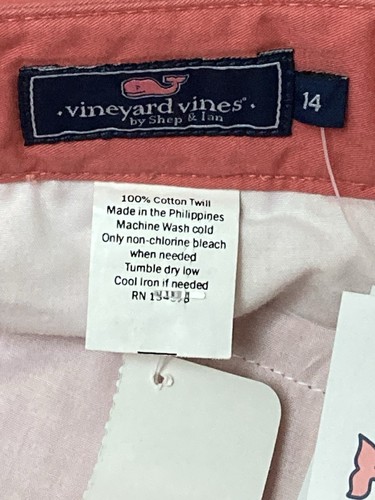 vineyard vines®
by Shep & Ian
14
100% Cotton Twill
Made in the Philippines
Machine Wash cold
Only non-chlorine bleach
when needed
Tumble dry low
Cool Iron if needed
RN